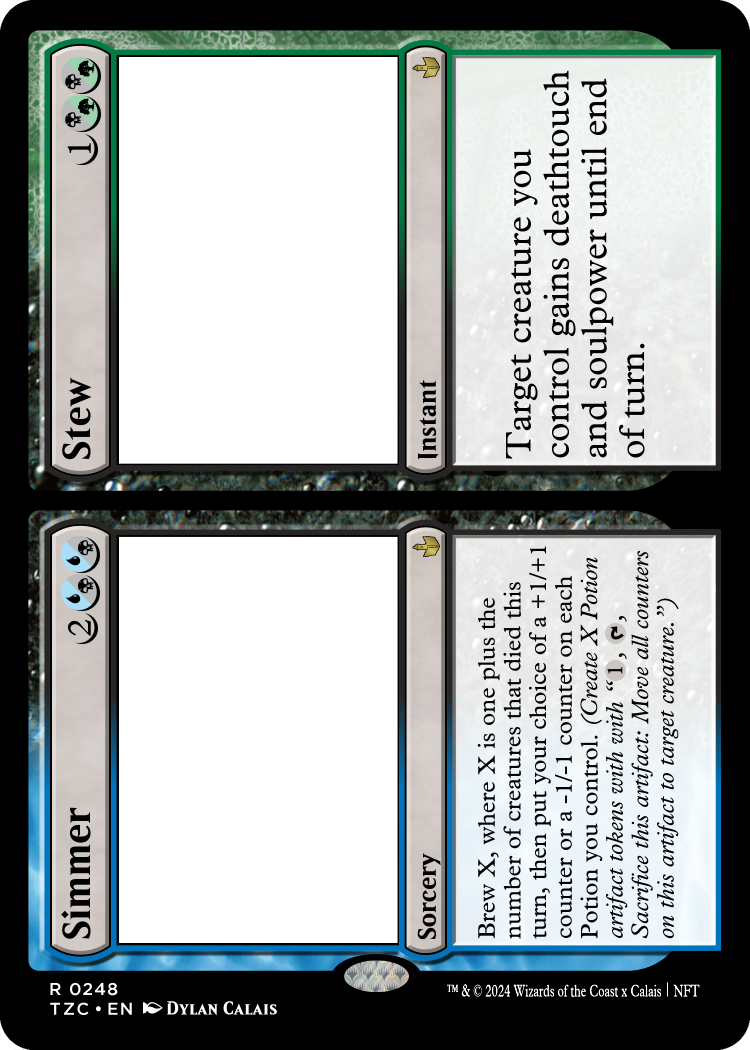 Stew
1
Instant
Target creature you
control gains deathtouch
and soulpower until end
of turn.
Simmer
2
Sorcery
Brew X, where X is one plus the
number of creatures that died this
turn, then put your choice of a +1/+1
counter or a -1/-1 counter on each
Potion you control. (Create X Potion
artifact tokens with with “1, ,
Sacrifice this artifact: Move all counters
on this artifact to target creature.”)
R 0248
TZC • EN DYLAN CALAIS
™ & © 2024 Wizards of the Coast x Calais | NFT